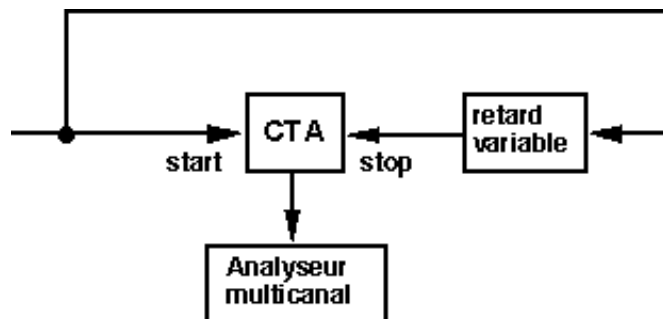 CTA
retard
variable
start
stop
Analyseur
multicanal